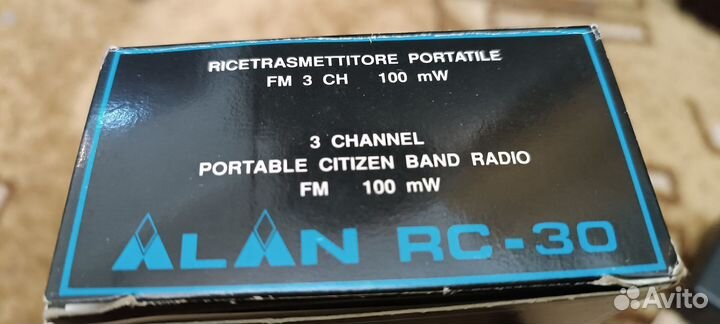 RICETRASMETTITORE PORTATILE
FM 3 CH 100 mW
3 CHANNEL
PORTABLE CITIZEN BAND RADIO
FM 100 mW
ALAN RC-30
Avito